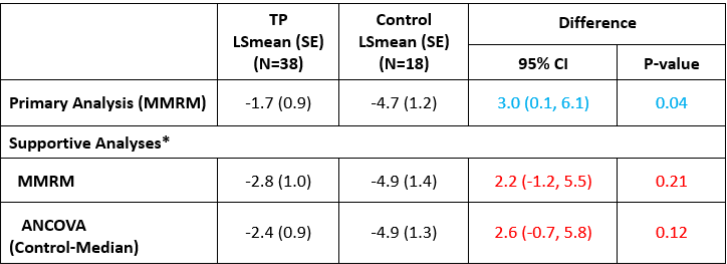 TP
LSmean (SE)
(N=38)
Control
LSmean (SE)
(N=18)
Difference
95% CI
P-value
Primary Analysis (MMRM)
-1.7 (0.9)
-4.7 (1.2)
3.0 (0.1, 6.1)
0.04
Supportive Analyses*
MMRM
-2.8 (1.0)
-4.9 (1.4)
2.2 (-1.2, 5.5)
0.21
ANCOVA
(Control-Median)
-2.4 (0.9)
-4.9 (1.3)
2.6 (-0.7, 5.8)
0.12